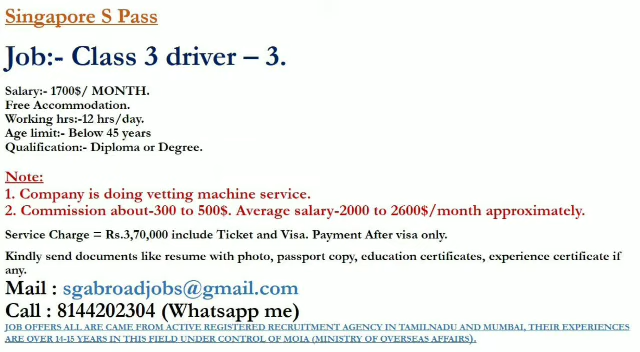 Singapore S Pass
Job:- Class 3 driver – 3.
Salary:- 1700$/ MONTH.
Free Accommodation.
Working hrs:-12 hrs/day.
Age limit:- Below 45 years
Qualification:- Diploma or Degree.
Note:
1. Company is doing vetting machine service.
2. Commission about-300 to 500$. Average salary-2000 to 2600$/month approximately.
Service Charge = Rs.3,70,000 include Ticket and Visa. Payment After visa only.
Kindly send documents like resume with photo, passport copy, education certificates, experience certificate if
any.
Mail : sgabroadjobs@gmail.com
Call : 8144202304 (Whatsapp me)
JOB OFFERS ALL ARE CAME FROM ACTIVE REGISTERED RECRUITMENT AGENCY IN TAMILNADU AND MUMBAI, THEIR EXPERIENCES
ARE OVER 14-15 YEARS IN THIS FIELD UNDER CONTROL OF MOIA (MINISTRY OF OVERSEAS AFFAIRS).